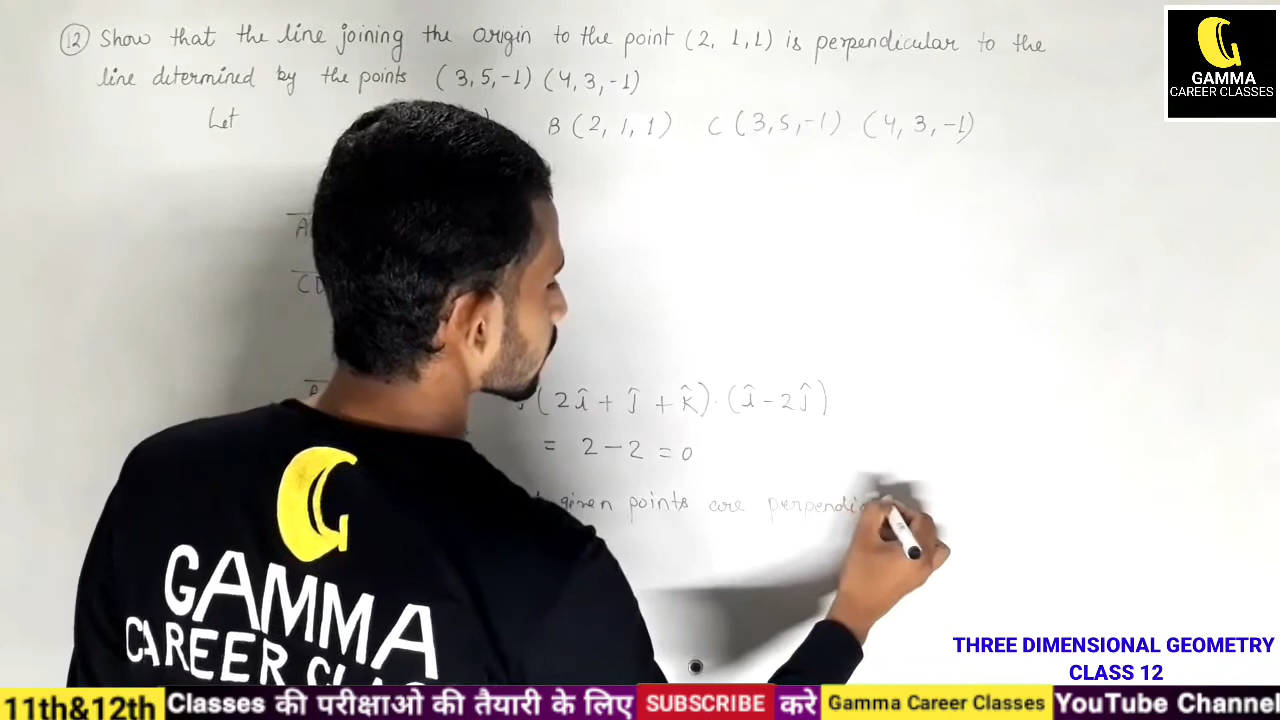 (12) Show that the line joining the origin to the point (2, 1, 1) is perpendicular to the
line determined by the points (3, 5, -1) (4, 3, -1)
Let B (2, 1, 1) C (3, 5, -1) (4, 3, -1)
CD
(2î + ĵ + k̂) · (î - 2ĵ)
= 2 - 2 = 0
given points are
GAMMA
CAREER CLASSES
GAMMA
CAREER
THREE DIMENSIONAL GEOMETRY
CLASS 12
11th&12th Classes की परीक्षाओ की तैयारी के लिए SUBSCRIBE करे Gamma Career Classes YouTube Channel